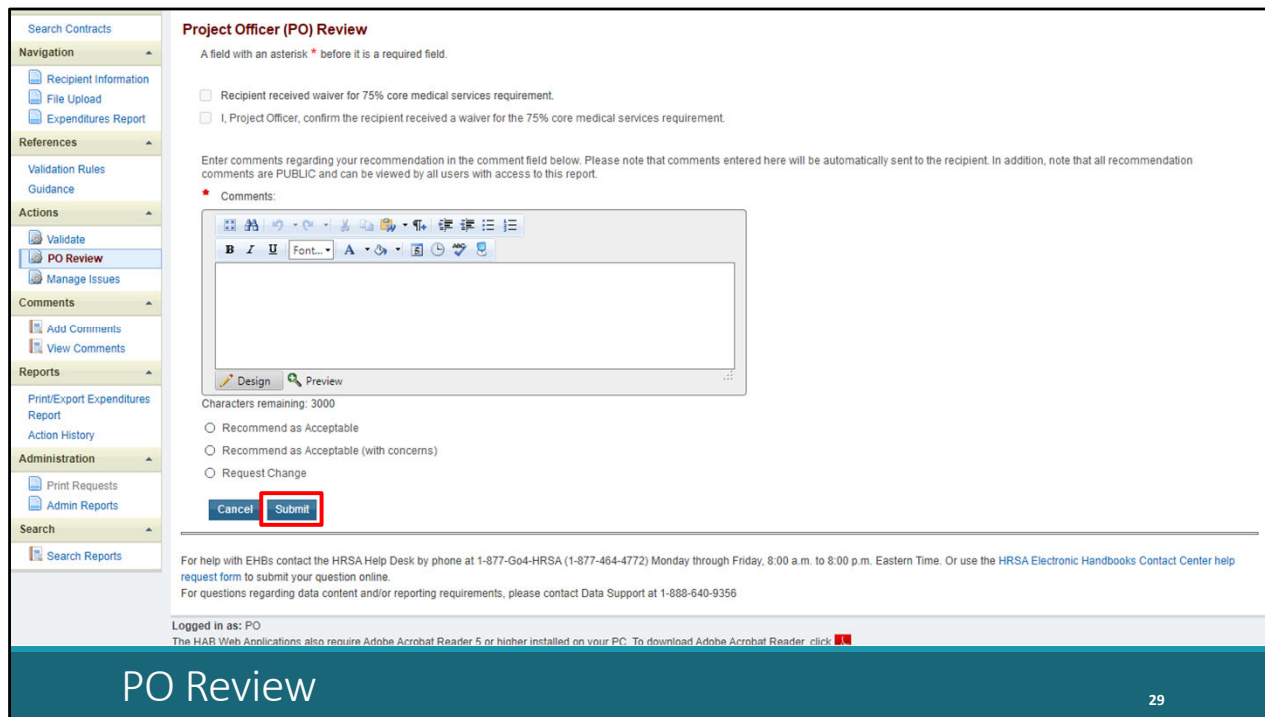 Search Contracts
Navigation
Recipient Information
File Upload
Expenditures Report
References
Validation Rules
Guidance
Actions
Validate
PO Review
Manage Issues
Comments
Add Comments
View Comments
Reports
Print/Export Expenditures
Report
Action History
Administration
Print Requests
Admin Reports
Search
Search Reports
Project Officer (PO) Review
A field with an asterisk * before it is a required field.
Recipient received waiver for 75% core medical services requirement.
I, Project Officer, confirm the recipient received a waiver for the 75% core medical services requirement.
Enter comments regarding your recommendation in the comment field below. Please note that comments entered here will be automatically sent to the recipient. In addition, note that all recommendation
comments are PUBLIC and can be viewed by all users with access to this report.
* Comments:
B I U Font... A ABC
Design Preview
Characters remaining: 3000
Recommend as Acceptable
Recommend as Acceptable (with concerns)
Request Change
Cancel Submit
For help with EHBs contact the HRSA Help Desk by phone at 1-877-Go4-HRSA (1-877-464-4772) Monday through Friday, 8:00 a.m. to 8:00 p.m. Eastern Time. Or use the HRSA Electronic Handbooks Contact Center help
request form to submit your question online.
For questions regarding data content and/or reporting requirements, please contact Data Support at 1-888-640-9356
Logged in as: PO
The HAB Web Applications also require Adobe Acrobat Reader 5 or higher installed on your PC. To download Adobe Acrobat Reader, click
PO Review
29